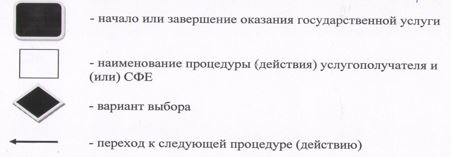 - начало или завершение оказания государственной услуги
- наименование процедуры (действия) услугополучателя и
(или) СФЕ
- вариант выбора
- переход к следующей процедуре (действию)